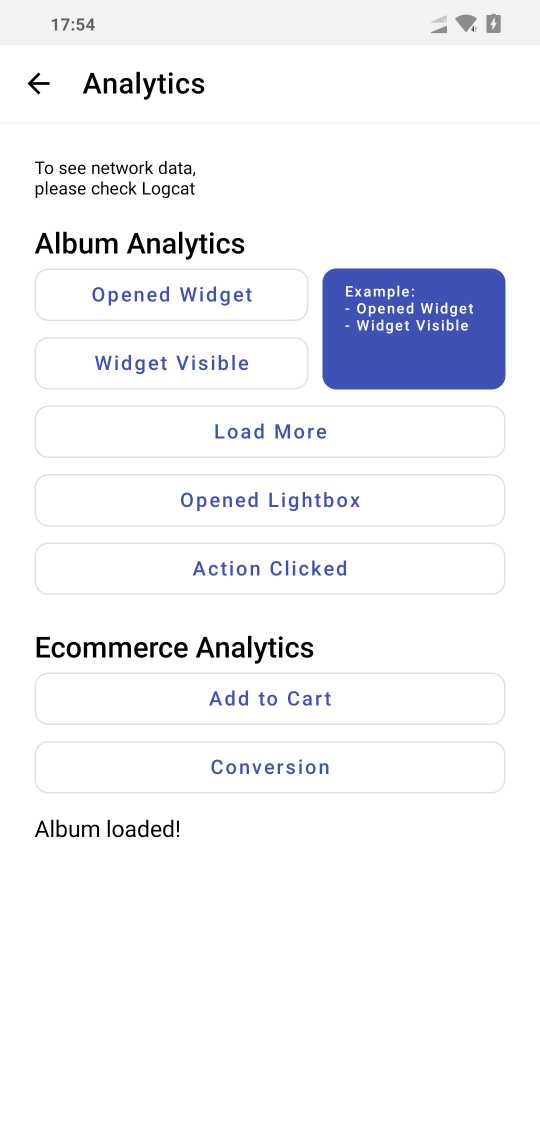 17:54
Analytics
To see network data,
please check Logcat
Album Analytics
Opened Widget
Widget Visible
Example:
- Opened Widget
- Widget Visible
Load More
Opened Lightbox
Action Clicked
Ecommerce Analytics
Add to Cart
Conversion
Album loaded!